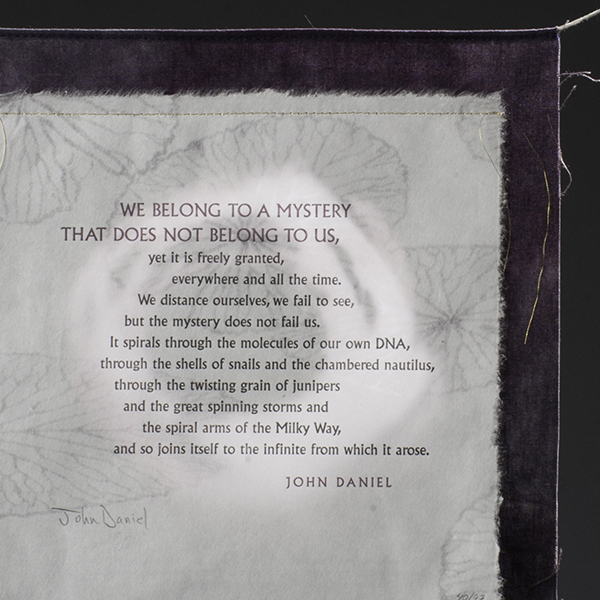 WE BELONG TO A MYSTERY
THAT DOES NOT BELONG TO US,
yet it is freely granted,
everywhere and all the time.
We distance ourselves, we fail to see,
but the mystery does not fail us.
It spirals through the molecules of our own DNA,
through the shells of snails and the chambered nautilus,
through the twisting grain of junipers
and the great spinning storms and
the spiral arms of the Milky Way,
and so joins itself to the infinite from which it arose.
JOHN DANIEL
John Daniel